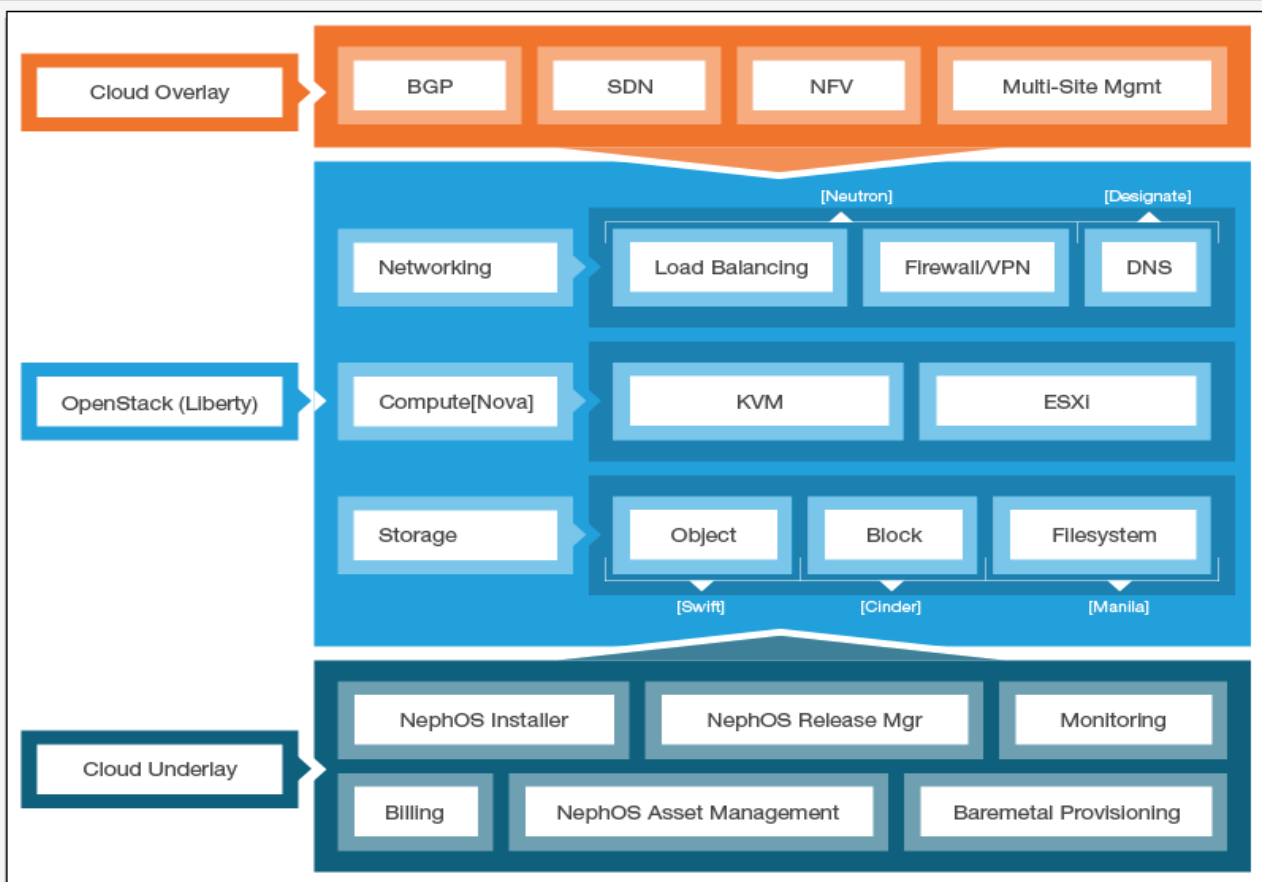 Cloud Overlay
BGP
SDN
NFV
Multi-Site Mgmt
[Neutron]
[Designate]
Networking
Load Balancing
Firewall/VPN
DNS
OpenStack (Liberty)
Compute[Nova]
KVM
ESXi
Storage
Object
Block
Filesystem
[Swift]
[Cinder]
[Manila]
Cloud Underlay
NephOS Installer
NephOS Release Mgr
Monitoring
Billing
NephOS Asset Management
Baremetal Provisioning